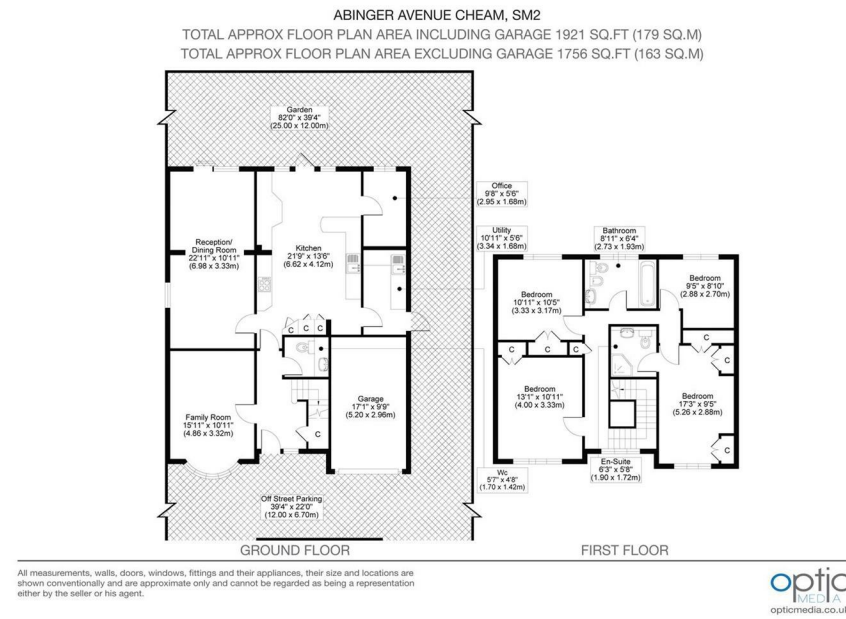 ABINGER AVENUE CHEAM, SM2
TOTAL APPROX FLOOR PLAN AREA INCLUDING GARAGE 1921 SQ.FT (179 SQ.M)
TOTAL APPROX FLOOR PLAN AREA EXCLUDING GARAGE 1756 SQ.FT (163 SQ.M)
Garden
82'0" x 39'4"
(25.00 x 12.00m)
Office
9'8" x 5'6"
(2.95 x 1.68m)
Reception/
Dining Room
22'11" x 10'11"
(6.98 x 3.33m)
Kitchen
21'9" x 13'6"
(6.62 x 4.12m)
Utility
10'11" x 5'6"
(3.34 x 1.68m)
Bathroom
8'11" x 6'4"
(2.73 x 1.93m)
Bedroom
10'11" x 10'5"
(3.33 x 3.17m)
Bedroom
9'5" x 8'10"
(2.88 x 2.70m)
C
C
C
C
C
C
C
C
Family Room
15'11" x 10'11"
(4.86 x 3.32m)
Garage
17'1" x 9'9"
(5.20 x 2.96m)
C
Bedroom
13'1" x 10'11"
(4.00 x 3.33m)
Bedroom
17'3" x 9'5"
(5.26 x 2.88m)
C
Wc
5'7" x 4'8"
(1.70 x 1.42m)
En-Suite
6'3" x 5'8"
(1.90 x 1.72m)
Off Street Parking
39'4" x 22'0"
(12.00 x 6.70m)
GROUND FLOOR
FIRST FLOOR
All measurements, walls, doors, windows, fittings and their appliances, their size and locations are
shown conventionally and are approximate only and cannot be regarded as being a representation
either by the seller or his agent.
optic
MEDIA
opticmedia.co.uk